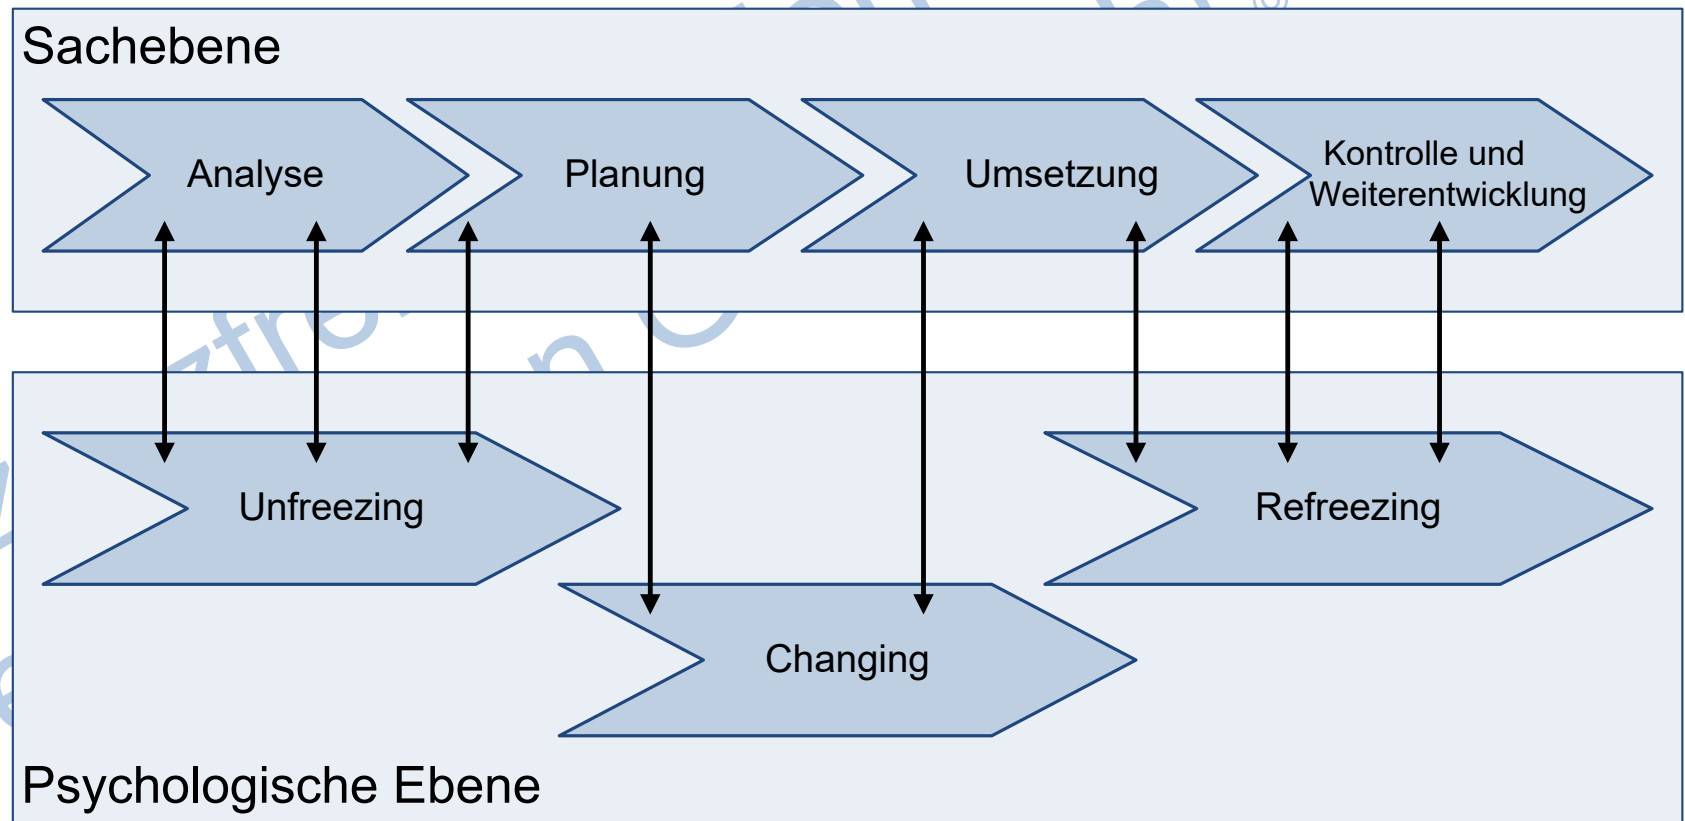 Sachebene
Analyse
Planung
Umsetzung
Kontrolle und
Weiterentwicklung
Unfreezing
Refreezing
Changing
Psychologische Ebene